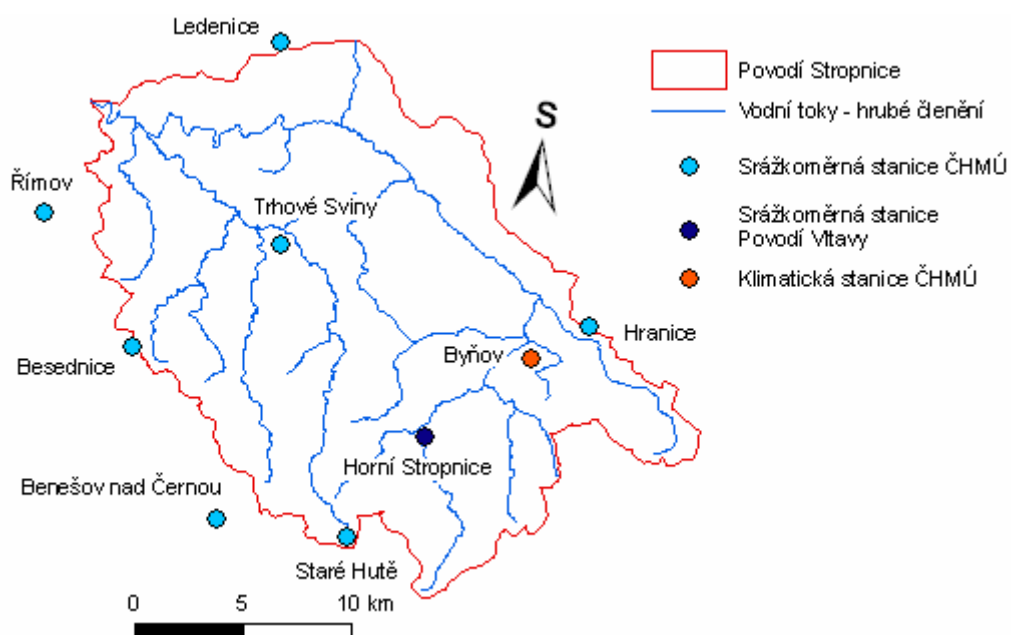 Ledenice
Povodí Stropnice
Vodní toky - hrubé členění
S
Římov
Srážkoměrná stanice ČHMÚ
Trhové Sviny
Srážkoměrná stanice
Povodí Vltavy
Klimatická stanice ČHMÚ
Hranice
Byňov
Besednice
Horní Stropnice
Benešov nad Černou
Staré Hutě
0 5 10 km